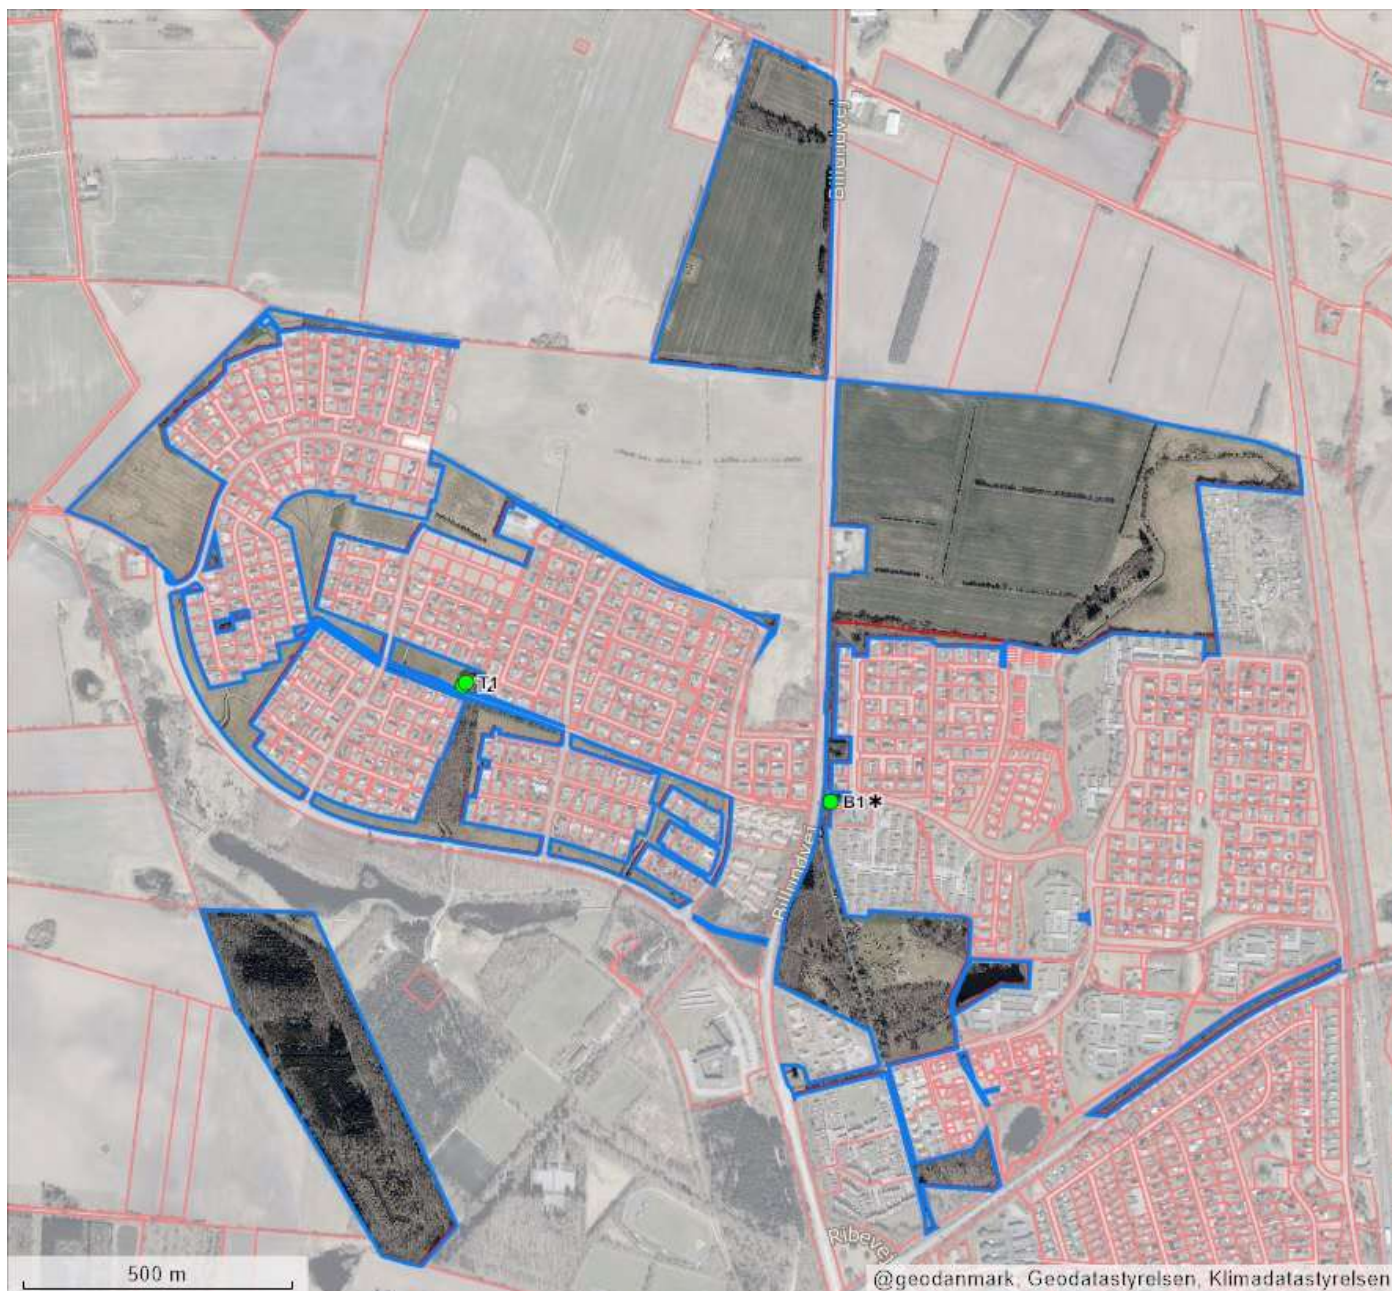 Billundvej
T1
B1*
Billundvej
Ribevej
500 m
@geodanmark, Geodatastyrelsen, Klimadatastyrelsen